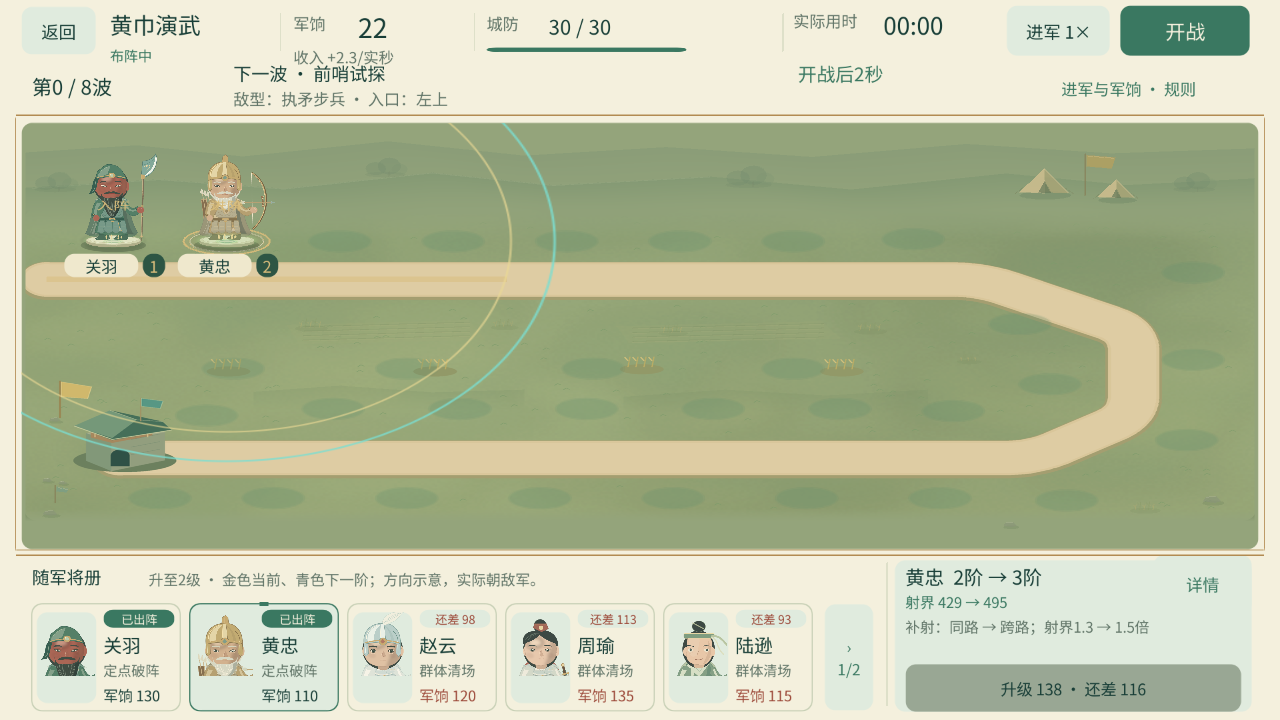 返回
黄巾演武
布阵中
军饷 22
收入 +2.3/实秒
城防 30 / 30
实际用时 00:00
进军 1×
开战
第0 / 8波
下一波 · 前哨试探
敌型：执矛步兵 · 入口：左上
开战后2秒
进军与军饷 · 规则
入阵
关羽 1
黄忠 2
随军将册
升至2级 · 金色当前、青色下一阶；方向示意，实际朝敌军。
已出阵
关羽
定点破阵
军饷 130
已出阵
黄忠
定点破阵
军饷 110
还差 98
赵云
群体清场
军饷 120
还差 113
周瑜
群体清场
军饷 135
还差 93
陆逊
群体清场
军饷 115
›
1/2
黄忠 2阶 → 3阶
详情
射界 429 → 495
补射：同路 → 跨路；射界1.3 → 1.5倍
升级 138 · 还差 116